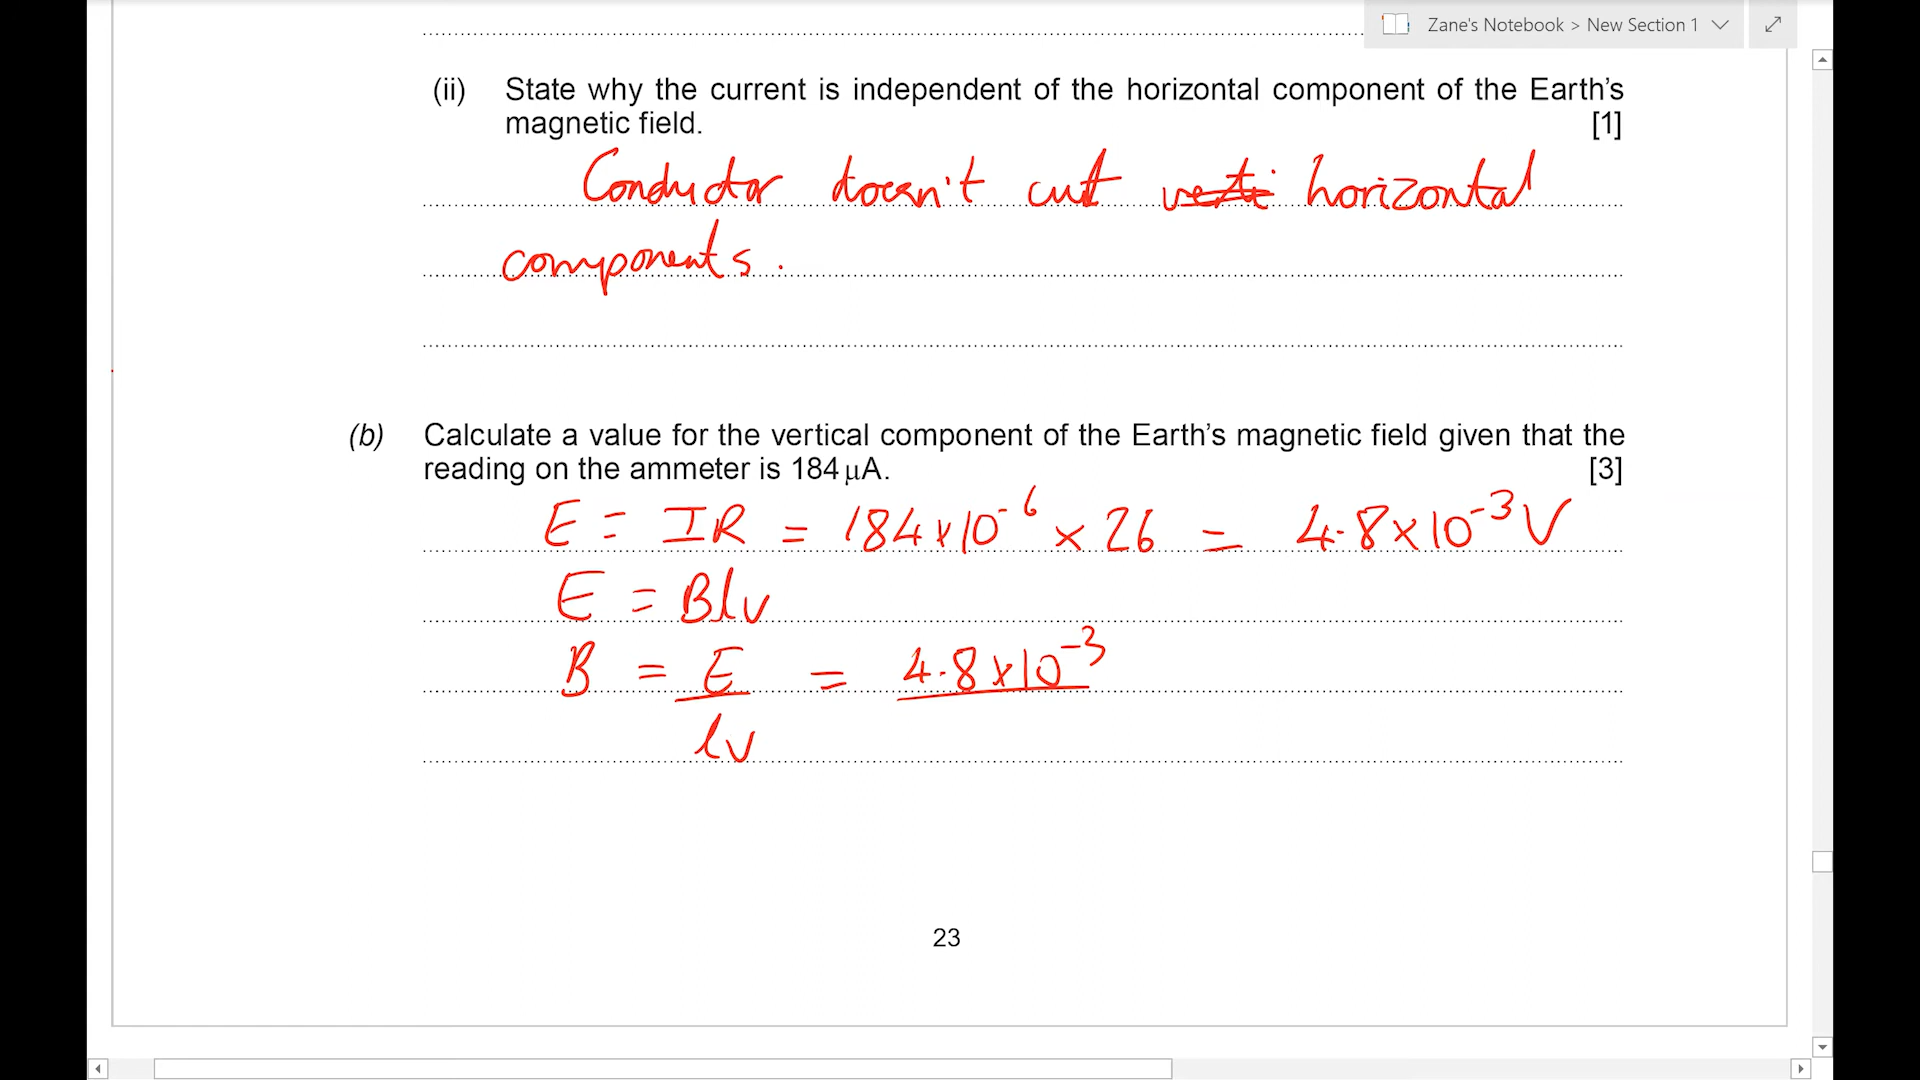 Zane's Notebook > New Section 1
(ii) State why the current is independent of the horizontal component of the Earth's
magnetic field. [1]
Conductor doesn't cut verti horizontal
components.
(b) Calculate a value for the vertical component of the Earth's magnetic field given that the
reading on the ammeter is 184 μA. [3]
E = IR = 184×10⁻⁶ × 26 = 4.8×10⁻³ V
E = Blv
B = E = 4.8×10⁻³
lv
23